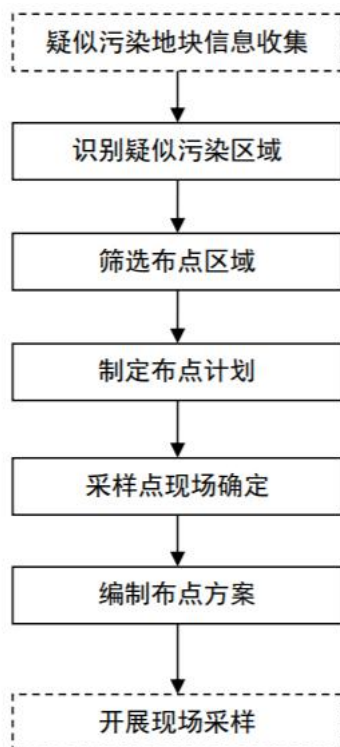 疑似污染地块信息收集
识别疑似污染区域
筛选布点区域
制定布点计划
采样点现场确定
编制布点方案
开展现场采样